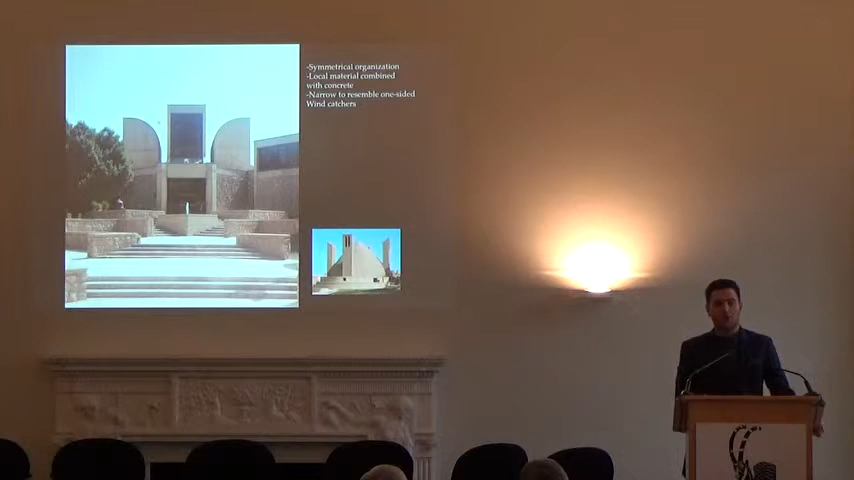 -Symmetrical organization
-Local material combined
with concrete
-Narrow to resemble one-sided
Wind catchers